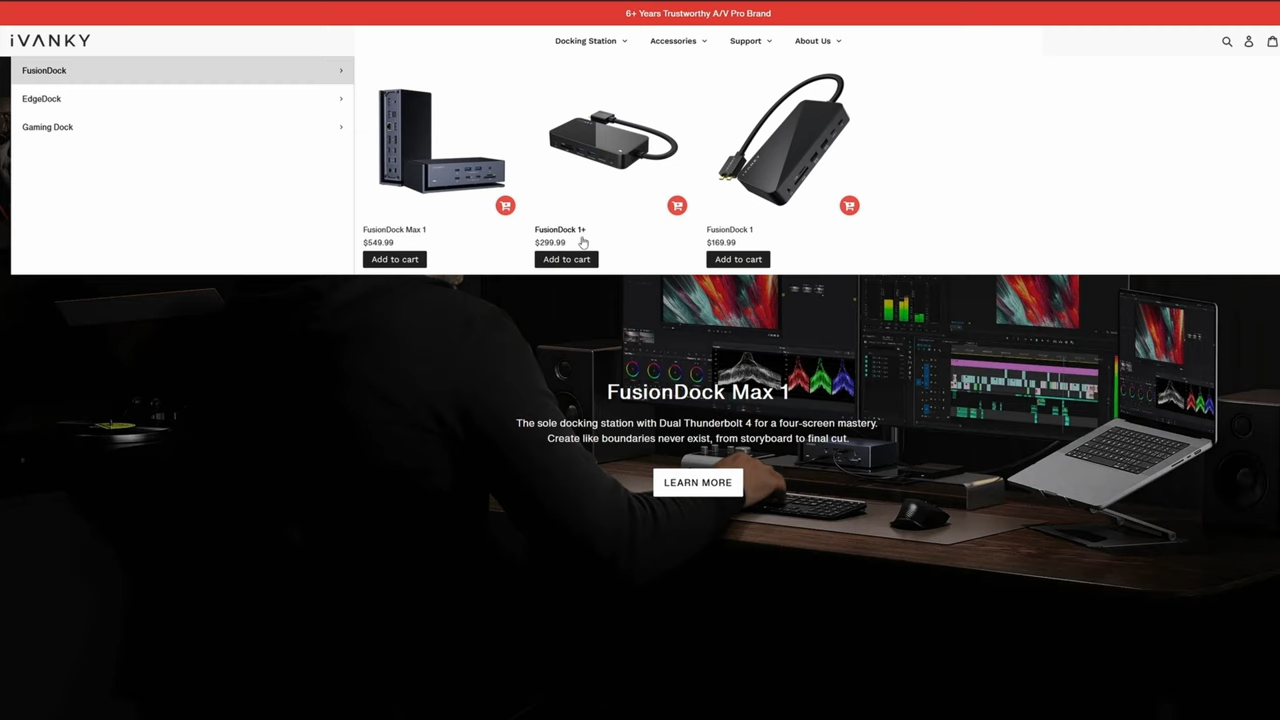 6+ Years Trustworthy A/V Pro Brand
iVANKY
Docking Station
Accessories
Support
About Us
FusionDock
EdgeDock
Gaming Dock
FusionDock Max 1
$549.99
Add to cart
FusionDock 1+
$299.99
Add to cart
FusionDock 1
$169.99
Add to cart
FusionDock Max 1
The sole docking station with Dual Thunderbolt 4 for a four-screen mastery.
Create like boundaries never exist, from storyboard to final cut.
LEARN MORE